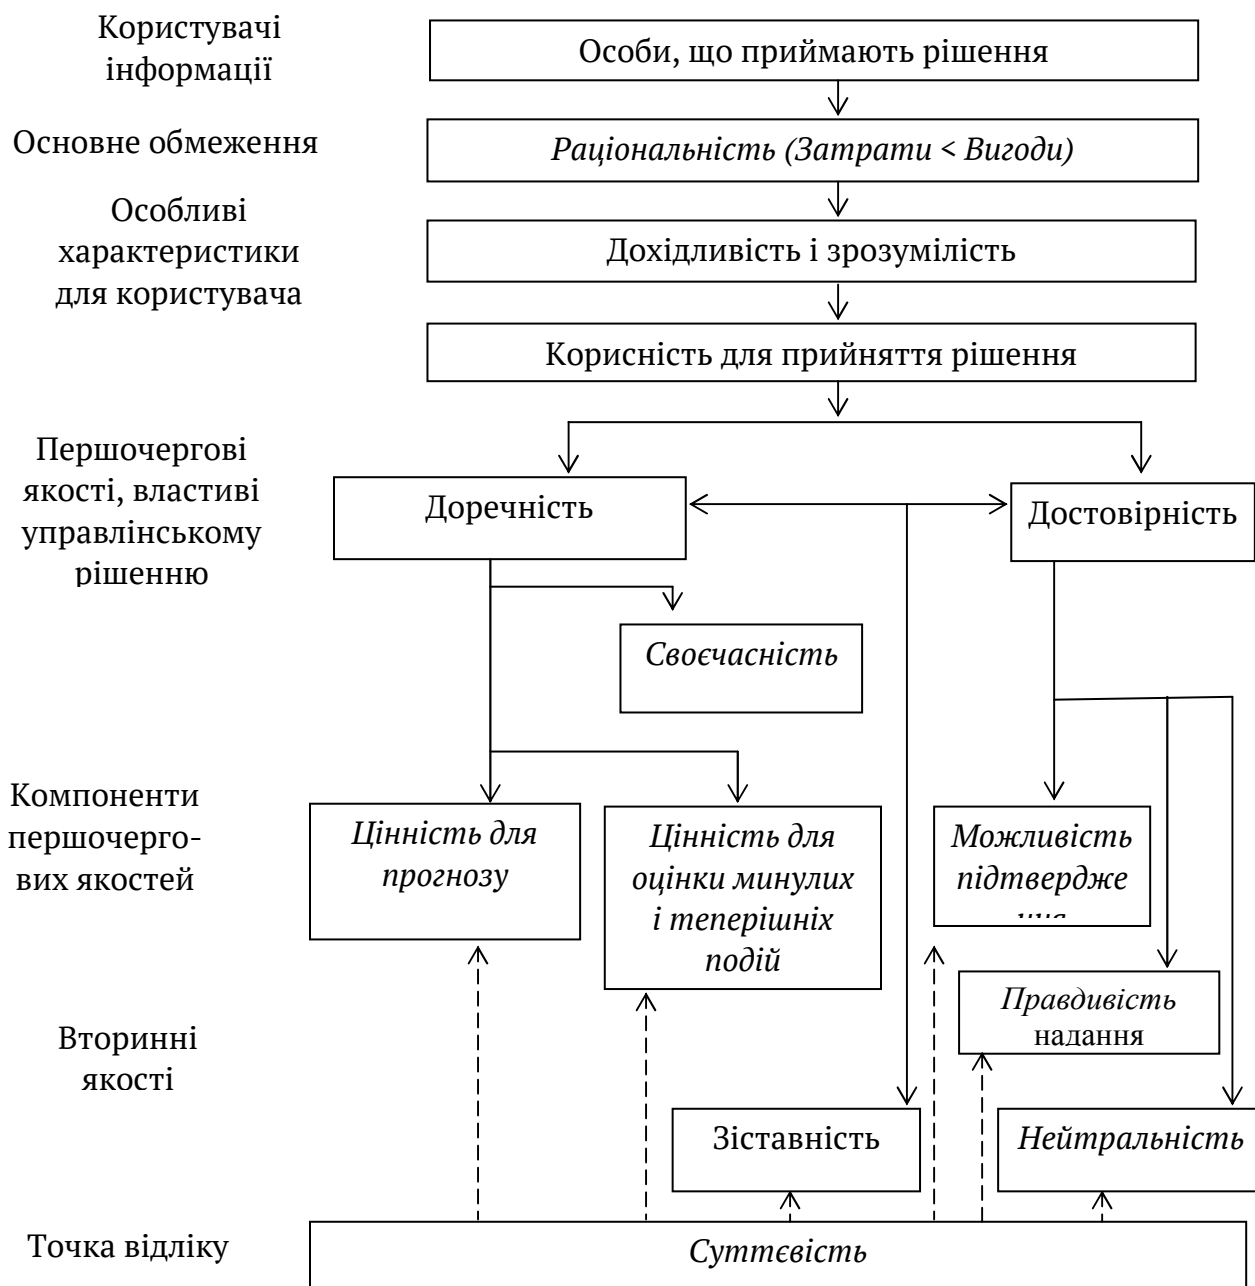 Користувачі
інформації
Особи, що приймають рішення
Основне обмеження
Раціональність (Затрати < Вигоди)
Особливі
характеристики
для користувача
Дохідливість і зрозумілість
Корисність для прийняття рішення
Першочергові
якості, властиві
управлінському
рішенню
Доречність
Достовірність
Своєчасність
Компоненти
першочерго-
вих якостей
Цінність для
прогнозу
Цінність для
оцінки минулих
і теперішніх
подій
Можливість
підтвердже
Правдивість
надання
Вторинні
якості
Зіставність
Нейтральність
Точка відліку
Суттєвість